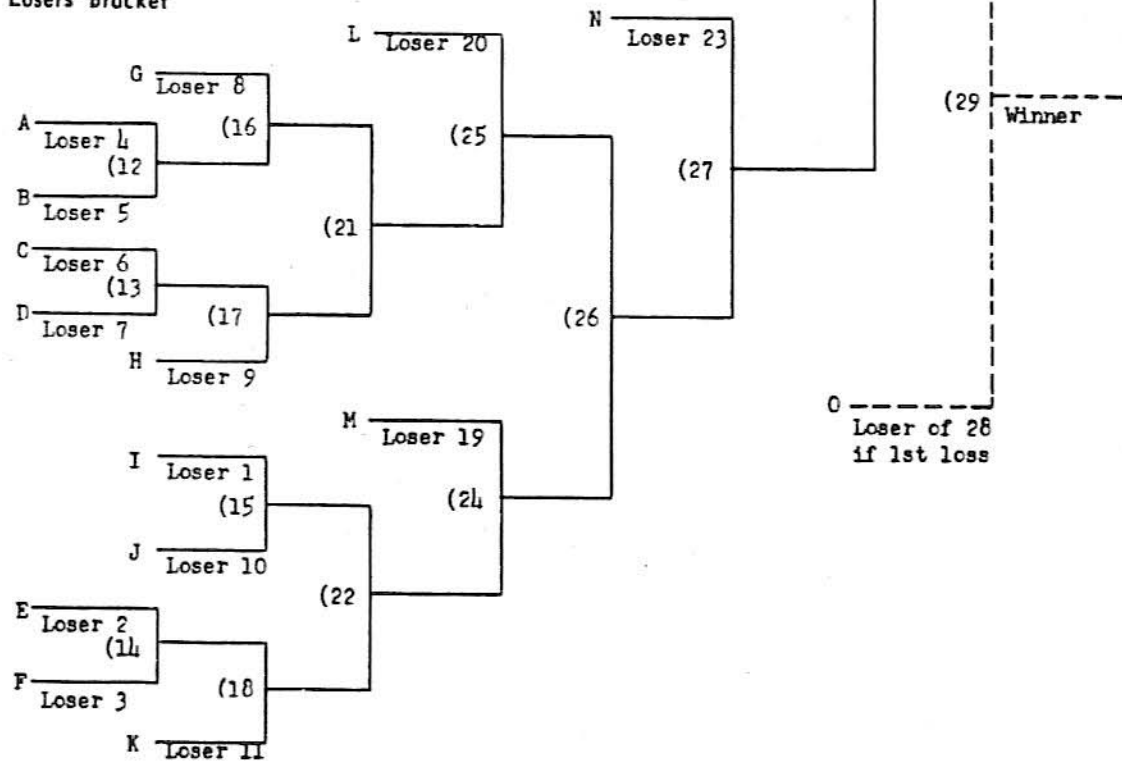 Losers bracket
N
Loser 23
L
Loser 20
G
Loser 8
(29
Winner
A
Loser 4
(16
(25
(12
(27
B
Loser 5
(21
C
Loser 6
(13
D
Loser 7
(17
(26
H
Loser 9
O
Loser of 28
if 1st loss
M
Loser 19
I
Loser 1
(15
(24
J
Loser 10
(22
E
Loser 2
(14
F
Loser 3
(18
K
Loser 11